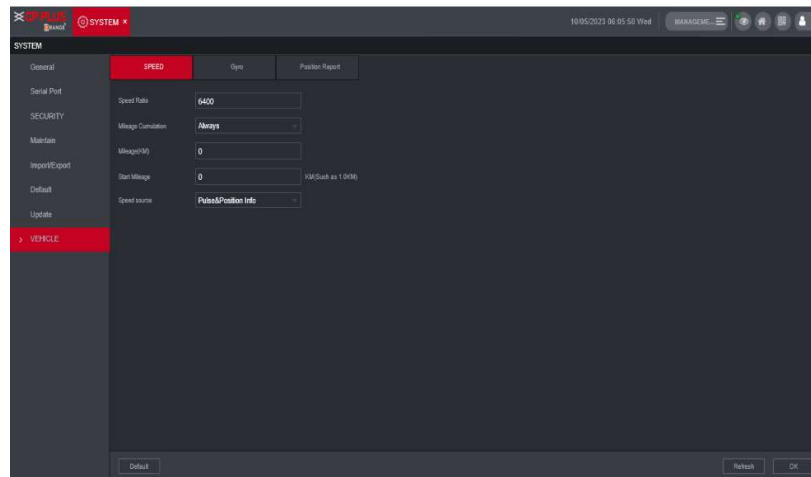 CP PLUS
ORANGE
SYSTEM ×
10/05/2023 06:05:50 Wed
MANAGEME...
SYSTEM
General
SPEED
Gyro
Position Report
Serial Port
Speed Ratio
6400
SECURITY
Mileage Cumulation
Always
Maintain
Mileage(KM)
0
Import/Export
Start Mileage
0
KM(Such as 1.0KM)
Default
Speed source
Pulse&Position Info
Update
VEHICLE
Default
Refresh
OK